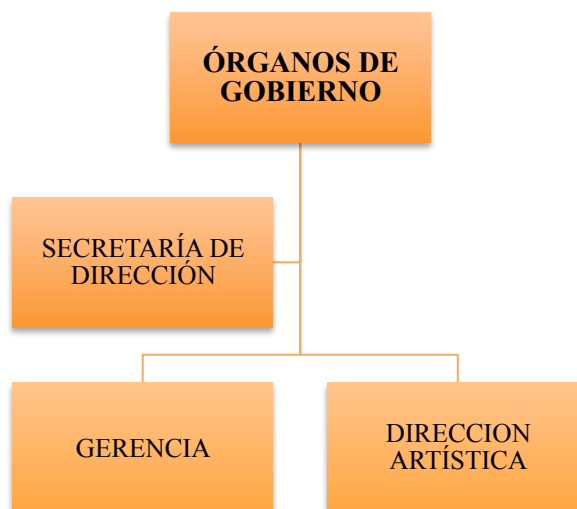 ÓRGANOS DE
GOBIERNO
SECRETARÍA DE
DIRECCIÓN
GERENCIA
DIRECCION
ARTÍSTICA